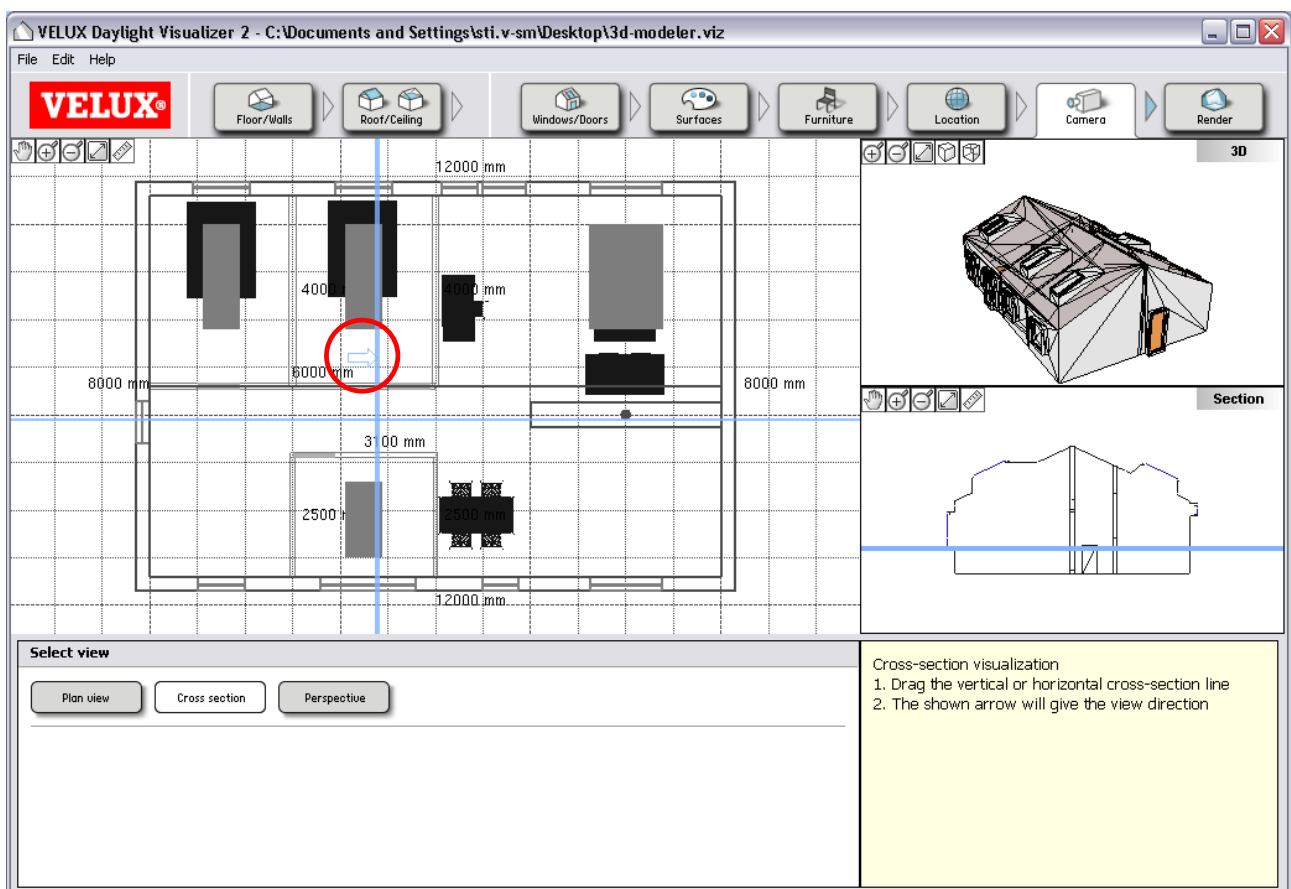 VELUX Daylight Visualizer 2 - C:\Documents and Settings\sti.v-sm\Desktop\3d-modeler.viz
File Edit Help
VELUX®
Floor/Walls
Roof/Ceiling
Windows/Doors
Surfaces
Furniture
Location
Camera
Render
12000 mm
4000
4000 mm
6000 mm
8000 mm
8000 mm
3100 mm
2500
2500 mm
12000 mm
3D
Section
Select view
Plan view
Cross section
Perspective
Cross-section visualization
1. Drag the vertical or horizontal cross-section line
2. The shown arrow will give the view direction